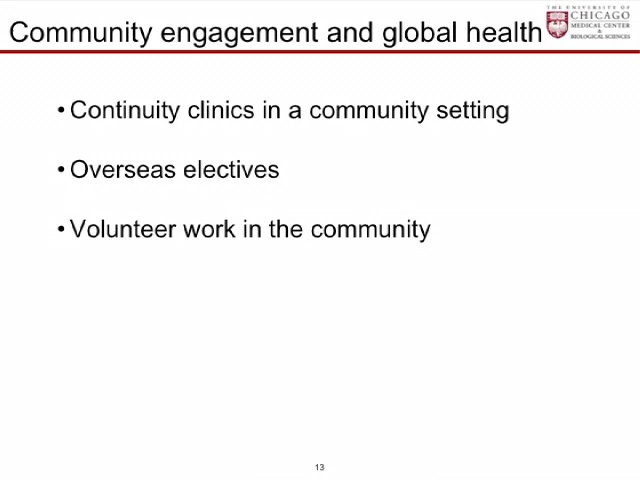 Community engagement and global health
THE UNIVERSITY OF
CHICAGO
MEDICAL CENTER
&
BIOLOGICAL SCIENCES
• Continuity clinics in a community setting
• Overseas electives
• Volunteer work in the community
13